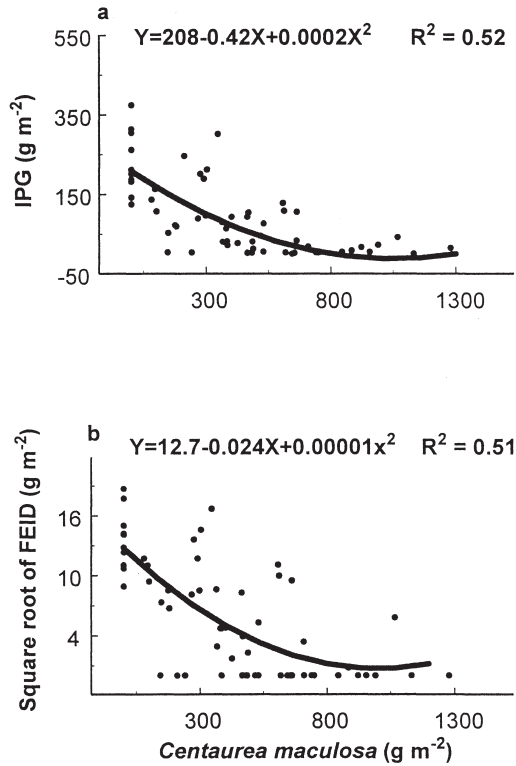 a
Y=208-0.42X+0.0002X² R² = 0.52
IPG (g m⁻²)
550
350
150
-50
300 800 1300
b
Y=12.7-0.024X+0.00001x² R² = 0.51
Square root of FEID (g m⁻²)
16
10
4
300 800 1300
Centaurea maculosa (g m⁻²)